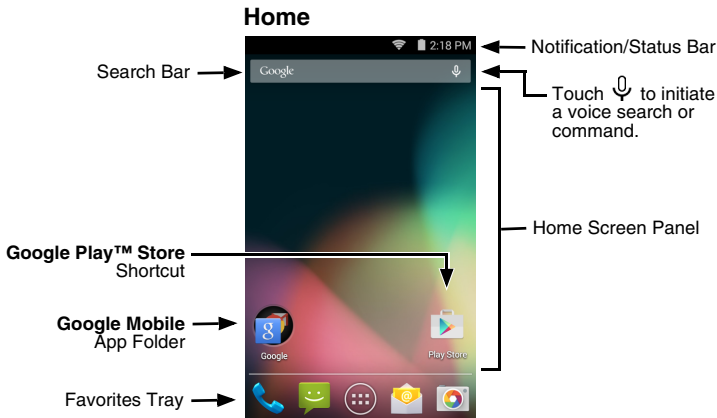 Home
2:18 PM
Notification/Status Bar
Search Bar
Google
Touch to initiate
a voice search or
command.
Home Screen Panel
Google Play™ Store
Shortcut
Google Mobile
App Folder
8
Google
Play Store
Favorites Tray
@